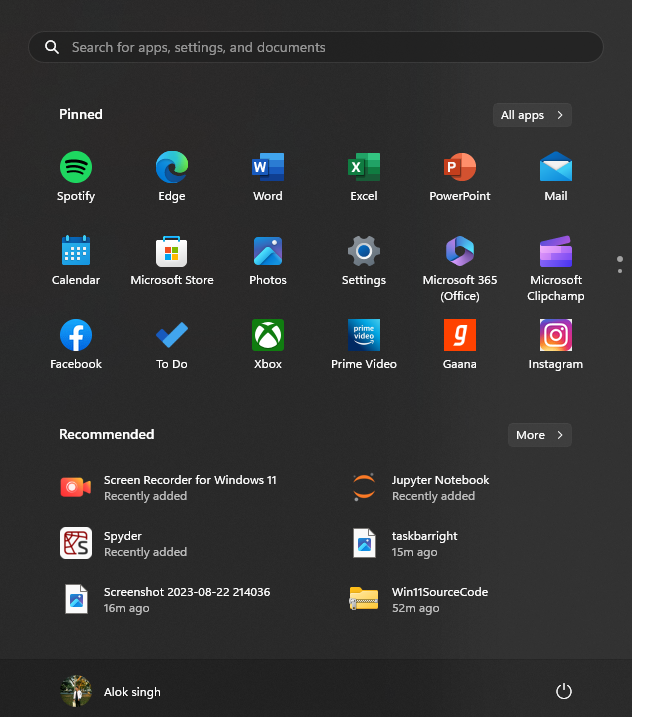 Search for apps, settings, and documents
Pinned
All apps
Spotify
Edge
Word
Excel
PowerPoint
Mail
Calendar
Microsoft Store
Photos
Settings
Microsoft 365
(Office)
Microsoft
Clipchamp
Facebook
To Do
Xbox
prime
video
Prime Video
Gaana
Instagram
Recommended
More
Screen Recorder for Windows 11
Recently added
Jupyter Notebook
Recently added
Spyder
Recently added
taskbarright
15m ago
Screenshot 2023-08-22 214036
16m ago
Win11SourceCode
52m ago
Alok singh